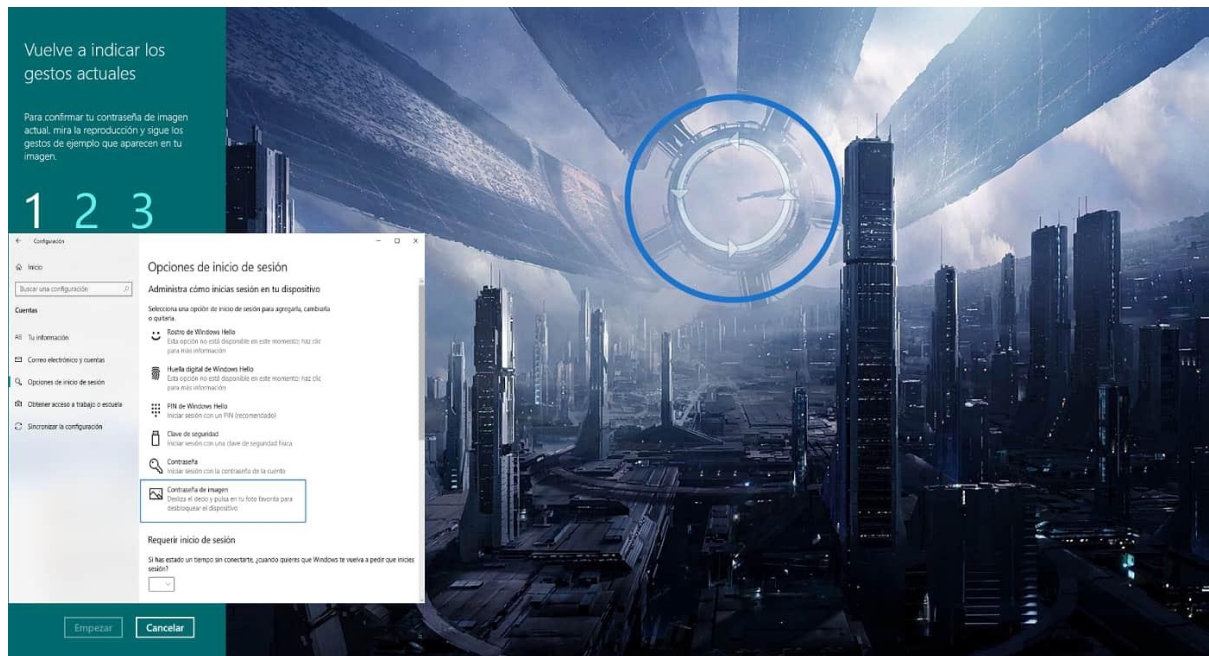 Vuelve a indicar los
gestos actuales
Para confirmar tu contraseña de imagen
actual, mira la reproducción y sigue los
gestos de ejemplo que aparecen en tu
imagen.
1 2 3
Configuración
Inicio
Buscar una configuración
Cuentas
Tu información
Correo electrónico y cuentas
Opciones de inicio de sesión
Obtener acceso a trabajo o escuela
Sincronizar la configuración
Opciones de inicio de sesión
Administra cómo inicias sesión en tu dispositivo
Selecciona una opción de inicio de sesión para agregarla, cambiarla
o quitarla.
Rostro de Windows Hello
Esta opción no está disponible en este momento: haz clic
para más información
Huella digital de Windows Hello
Esta opción no está disponible en este momento: haz clic
para más información
PIN de Windows Hello
Iniciar sesión con un PIN (recomendado)
Clave de seguridad
Iniciar sesión con una clave de seguridad física
Contraseña
Iniciar sesión con la contraseña de la cuenta
Contraseña de imagen
Desliza el dedo y pulsa en tu foto favorita para
desbloquear el dispositivo
Requerir inicio de sesión
Si has estado un tiempo sin conectarte, ¿cuándo quieres que Windows te vuelva a pedir que inicies
sesión?
Empezar Cancelar